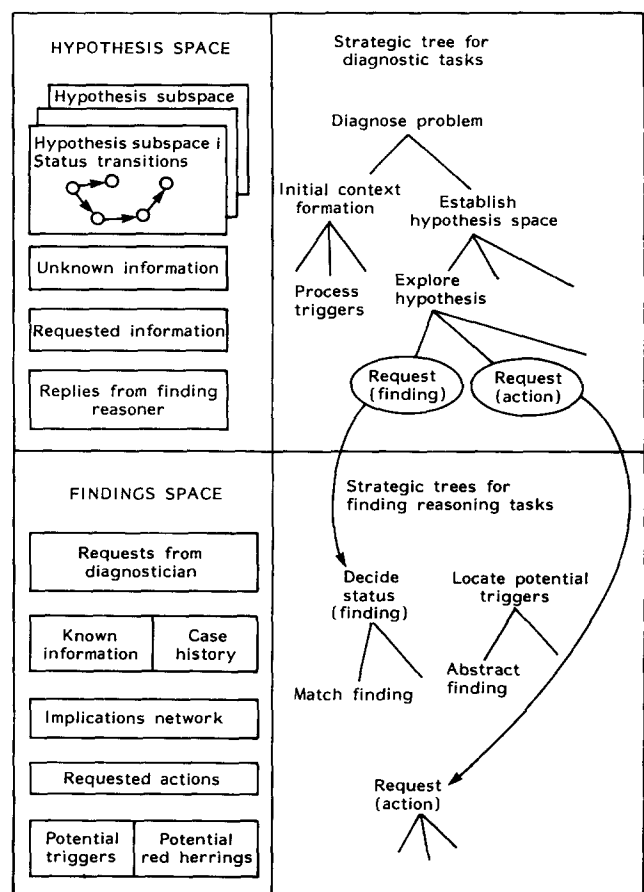 HYPOTHESIS SPACE
Hypothesis subspace
Hypothesis subspace i
Status transitions
Unknown information
Requested information
Replies from finding
reasoner
Strategic tree for
diagnostic tasks
Diagnose problem
Initial context
formation
Establish
hypothesis space
Process
triggers
Explore
hypothesis
Request
(finding)
Request
(action)
FINDINGS SPACE
Requests from
diagnostician
Known
information
Case
history
Implications network
Requested actions
Potential
triggers
Potential
red herrings
Strategic trees for
finding reasoning tasks
Decide
status
(finding)
Locate potential
triggers
Match finding
Abstract
finding
Request
(action)